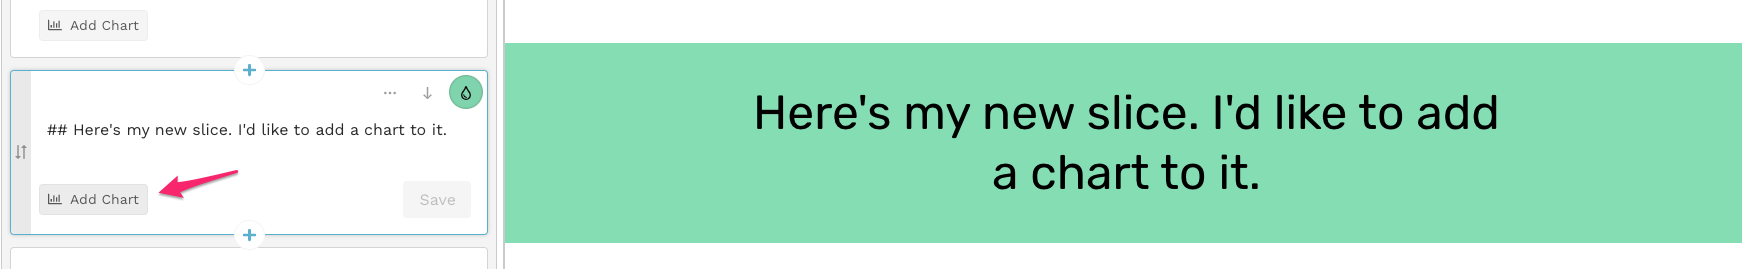 Add Chart
## Here's my new slice. I'd like to add a chart to it.
Add Chart
Save
Here's my new slice. I'd like to add
a chart to it.